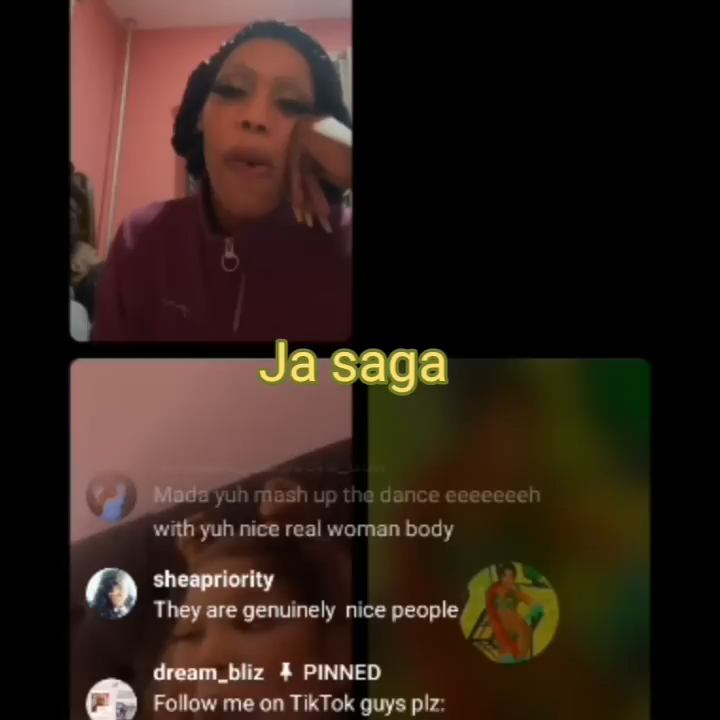 Ja saga
Mada yuh mash up the dance eeeeeeeh
with yuh nice real woman body
sheapriority
They are genuinely nice people
dream_bliz PINNED
Follow me on TikTok guys plz: